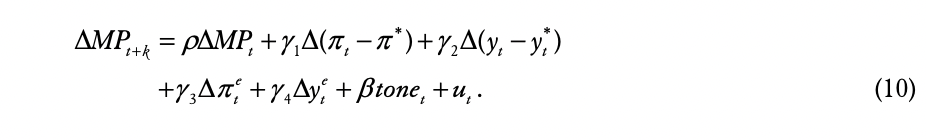 ΔMP_{t+k} = ρΔMP_t + γ_1Δ(π_t − π^*) + γ_2Δ(y_t − y_t^*)
+γ_3Δπ_t^e + γ_4Δy_t^e + βtone_t + u_t. (10)